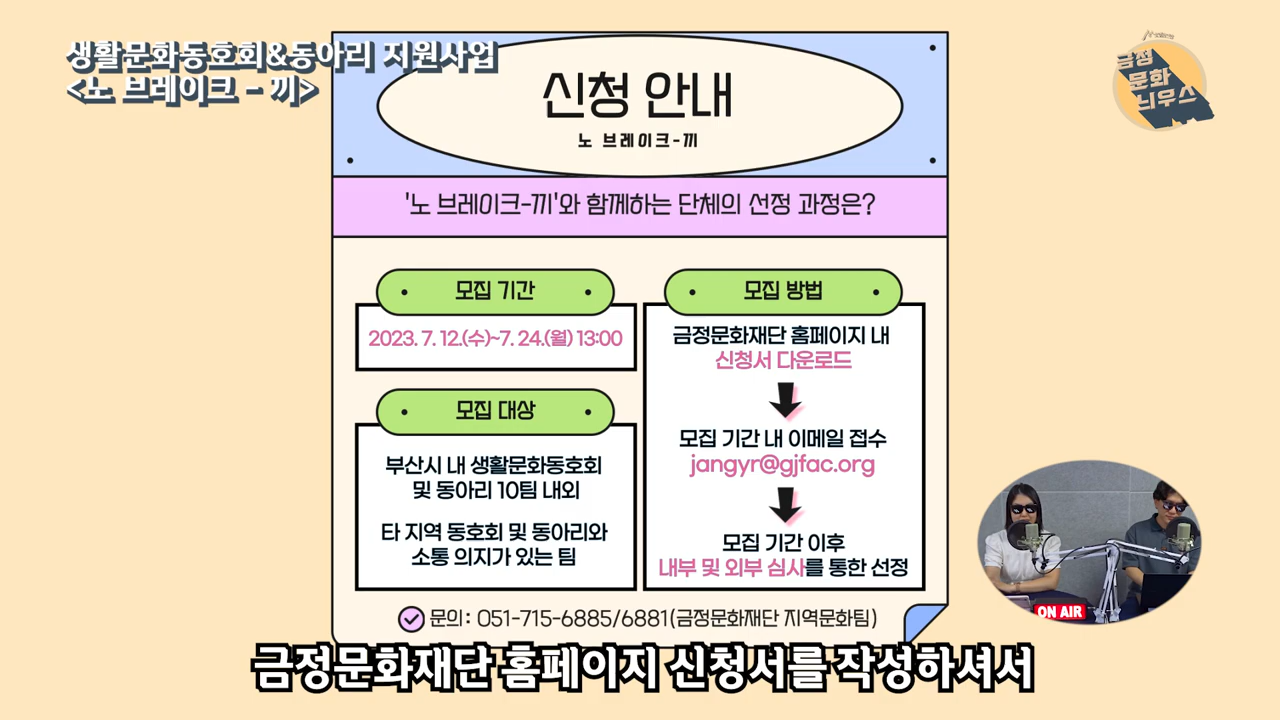 생활문화동호회&동아리 지원사업
<노 브레이크 - 끼>
금정
문화
늬우스
신청 안내
노 브레이크-끼
'노 브레이크-끼'와 함께하는 단체의 선정 과정은?
모집 기간
2023. 7. 12.(수)~7. 24.(월) 13:00
모집 대상
부산시 내 생활문화동호회
및 동아리 10팀 내외
타 지역 동호회 및 동아리와
소통 의지가 있는 팀
모집 방법
금정문화재단 홈페이지 내
신청서 다운로드
모집 기간 내 이메일 접수
jangyr@gjfac.org
모집 기간 이후
내부 및 외부 심사를 통한 선정
문의: 051-715-6885/6881(금정문화재단 지역문화팀)
ON AIR
금정문화재단 홈페이지 신청서를 작성하셔서